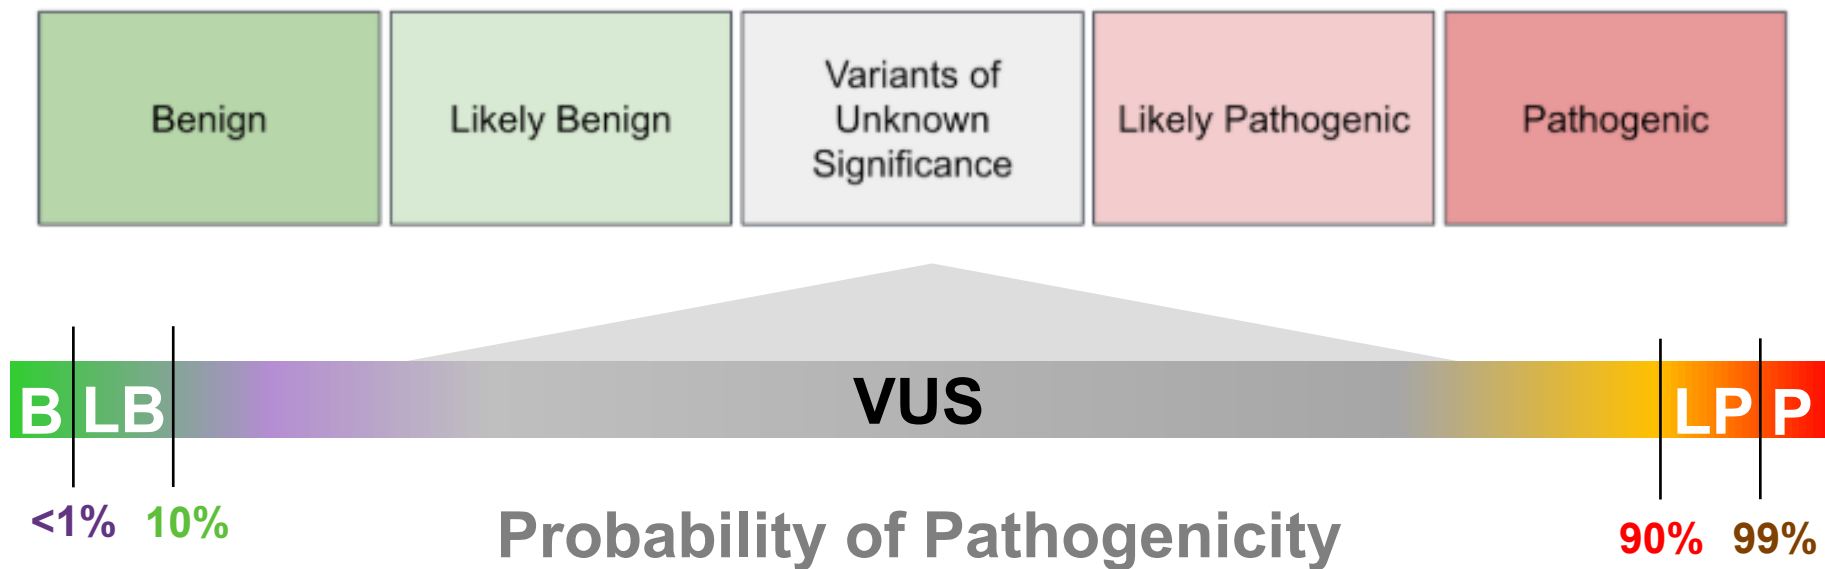 Benign
Likely Benign
Variants of
Unknown
Significance
Likely Pathogenic
Pathogenic
B
LB
VUS
LP
P
<1%
10%
Probability of Pathogenicity
90%
99%